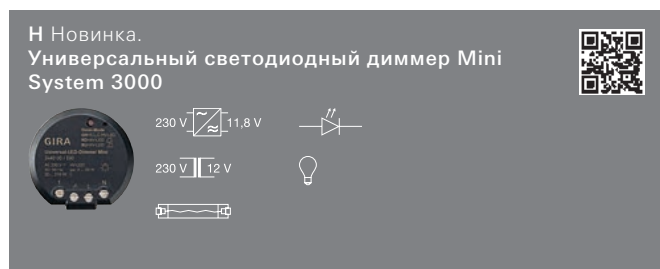 Н Новинка.
Универсальный светодиодный диммер Mini
System 3000
230 V 11,8 V
GIRA
230 V 12 V